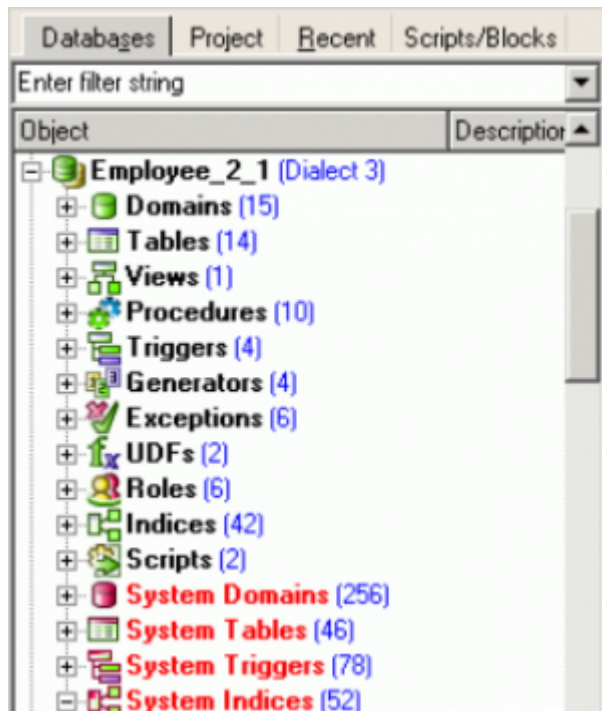 Databases Project Recent Scripts/Blocks
Enter filter string
Object Description
Employee_2_1 (Dialect 3)
Domains (15)
Tables (14)
Views (1)
Procedures (10)
Triggers (4)
Generators (4)
Exceptions (6)
UDFs (2)
Roles (6)
Indices (42)
Scripts (2)
System Domains (256)
System Tables (46)
System Triggers (78)
System Indices (52)